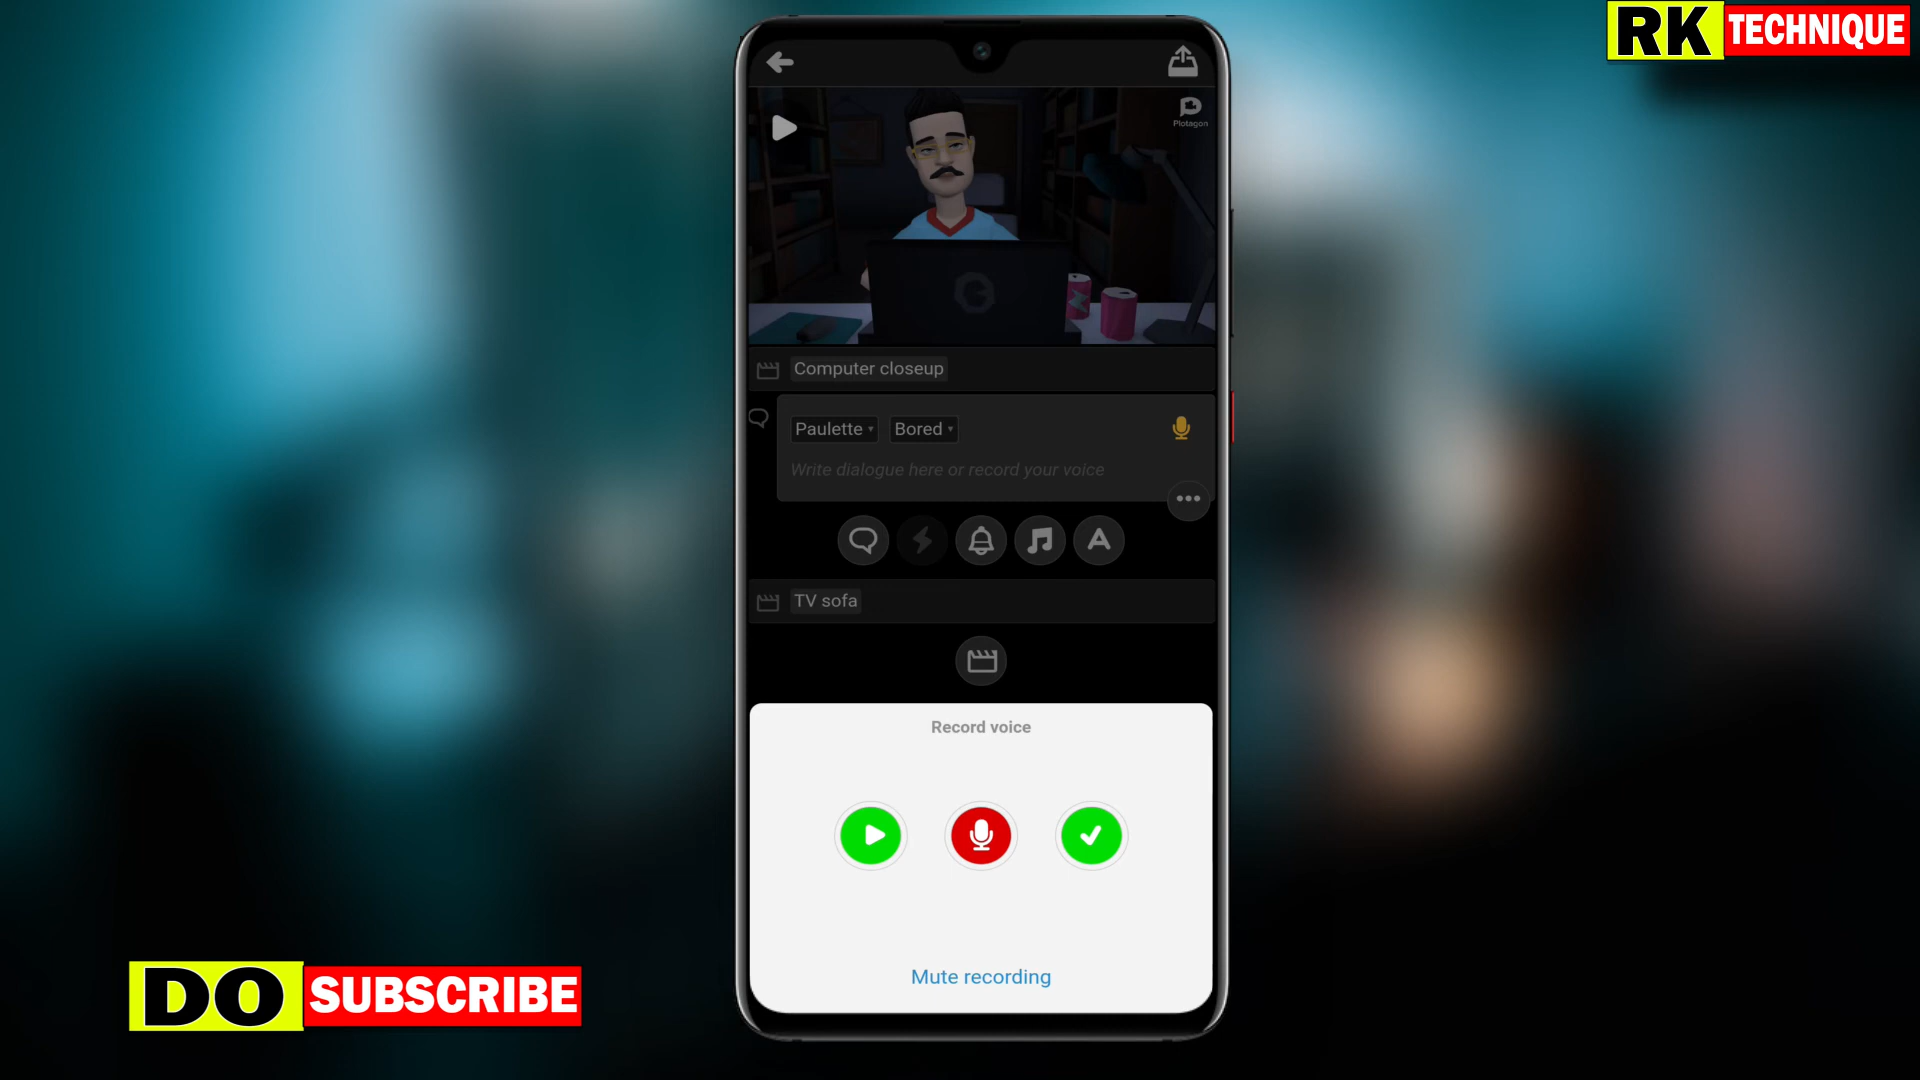 RK TECHNIQUE
Plotagon
Computer closeup
Paulette Bored
Write dialogue here or record your voice
TV sofa
Record voice
Mute recording
DO SUBSCRIBE